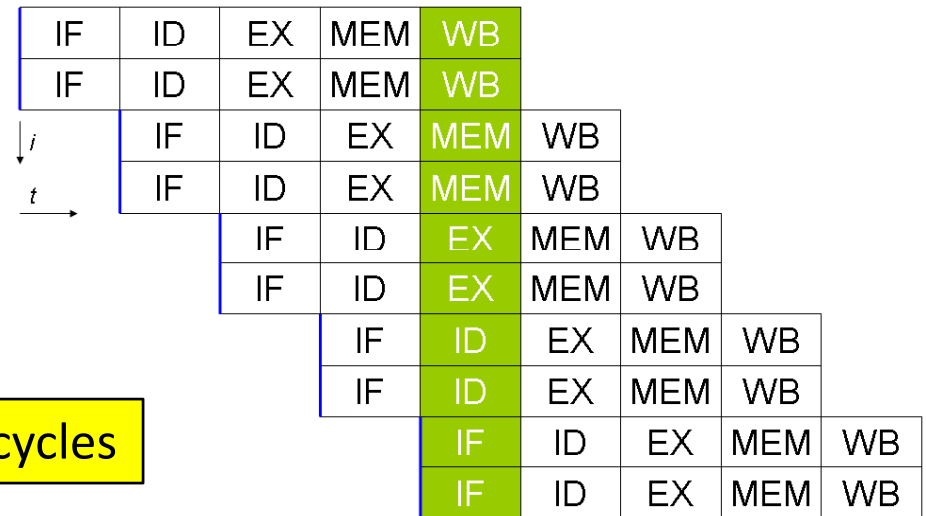 IF ID EX MEM WB
IF ID EX MEM WB
i IF ID EX MEM WB
t IF ID EX MEM WB
IF ID EX MEM WB
IF ID EX MEM WB
IF ID EX MEM WB
IF ID EX MEM WB
cycles IF ID EX MEM WB
IF ID EX MEM WB